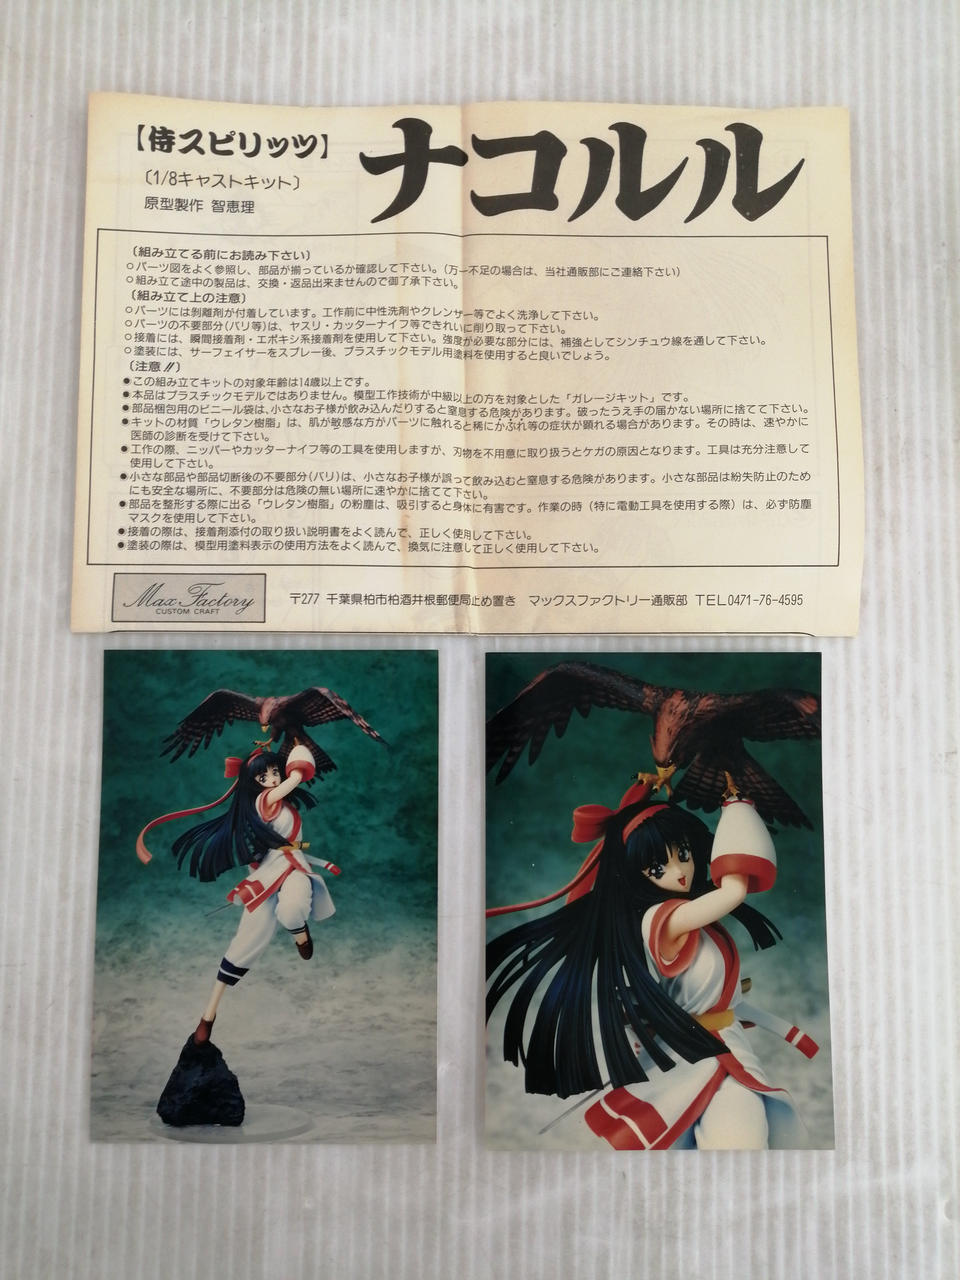 【侍スピリッツ】
ナコルル
〔1/8キャストキット〕
原型製作 智恵理
〔組み立てる前にお読み下さい〕
○パーツ図をよく参照し、部品が揃っているか確認して下さい。（万一不足の場合は、当社通販部にご連絡下さい）
○組み立て途中の製品は、交換・返品出来ませんので御了承下さい。
〔組み立て上の注意〕
○パーツには剝離剤が付着しています。工作前に中性洗剤やクレンザー等でよく洗浄して下さい。
○パーツの不要部分(バリ等)は、ヤスリ・カッターナイフ等できれいに削り取って下さい。
○接着には、瞬間接着剤・エポキシ系接着剤を使用して下さい。強度が必要な部分には、補強としてシンチュウ線を通して下さい。
○塗装には、サーフェイサーをスプレー後、プラスチックモデル用塗料を使用すると良いでしょう。
〔注意〃〕
●この組み立てキットの対象年齢は14歳以上です。
●本品はプラスチックモデルではありません。模型工作技術が中級以上の方を対象とした「ガレージキット」です。
●部品梱包用のビニール袋は、小さなお子様が飲み込んだりすると窒息する危険があります。破ったうえ手の届かない場所に捨てて下さい。
●キットの材質「ウレタン樹脂」は、肌が敏感な方がパーツに触れると稀にかぶれ等の症状が顕れる場合があります。その時は、速やかに
医師の診断を受けて下さい。
●工作の際、ニッパーやカッターナイフ等の工具を使用しますが、刃物を不用意に取り扱うとケガの原因となります。工具は充分注意して
使用して下さい。
●小さな部品や部品切断後の不要部分(バリ)は、小さなお子様が誤って飲み込むと窒息する危険があります。小さな部品は紛失防止のため
にも安全な場所に、不要部分は危険の無い場所に速やかに捨てて下さい。
●部品を整形する際に出る「ウレタン樹脂」の粉塵は、吸引すると身体に有害です。作業の時（特に電動工具を使用する際）は、必ず防塵
マスクを使用して下さい。
●接着の際は、接着剤添付の取り扱い説明書をよく読んで、正しく使用して下さい。
●塗装の際は、模型用塗料表示の使用方法をよく読んで、換気に注意して正しく使用して下さい。
Max Factory
CUSTOM CRAFT
〒277 千葉県柏市柏酒井根郵便局止め置き マックスファクトリー通販部 TEL0471-76-4595